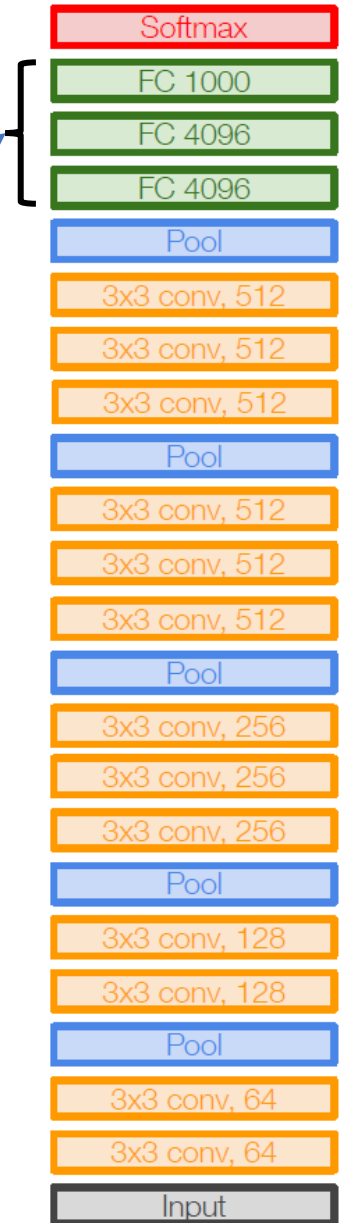 Softmax
FC 1000
FC 4096
FC 4096
Pool
3x3 conv, 512
3x3 conv, 512
3x3 conv, 512
Pool
3x3 conv, 512
3x3 conv, 512
3x3 conv, 512
Pool
3x3 conv, 256
3x3 conv, 256
3x3 conv, 256
Pool
3x3 conv, 128
3x3 conv, 128
Pool
3x3 conv, 64
3x3 conv, 64
Input